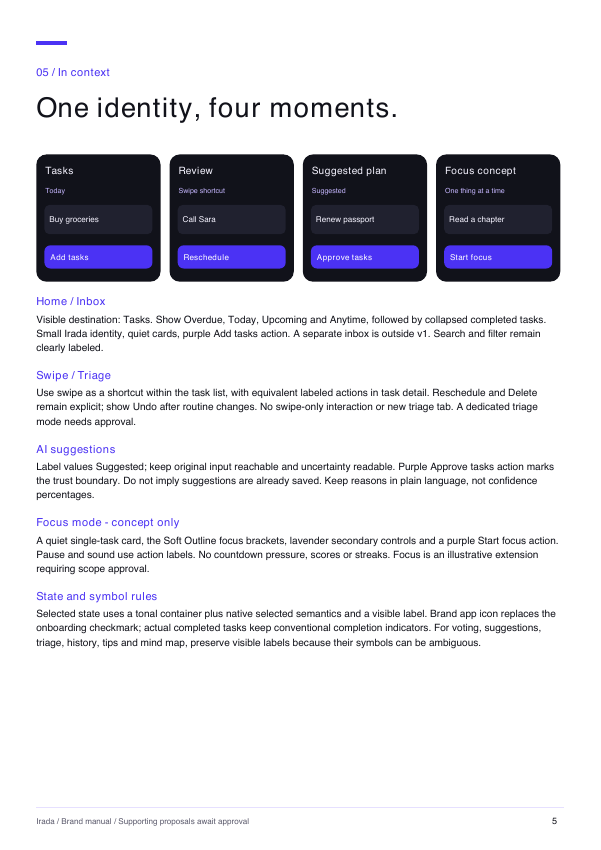 05 / In context
One identity, four moments.
Tasks
Today
Buy groceries
Add tasks
Review
Swipe shortcut
Call Sara
Reschedule
Suggested plan
Suggested
Renew passport
Approve tasks
Focus concept
One thing at a time
Read a chapter
Start focus
Home / Inbox
Visible destination: Tasks. Show Overdue, Today, Upcoming and Anytime, followed by collapsed completed tasks.
Small Irada identity, quiet cards, purple Add tasks action. A separate inbox is outside v1. Search and filter remain
clearly labeled.
Swipe / Triage
Use swipe as a shortcut within the task list, with equivalent labeled actions in task detail. Reschedule and Delete
remain explicit; show Undo after routine changes. No swipe-only interaction or new triage tab. A dedicated triage
mode needs approval.
AI suggestions
Label values Suggested; keep original input reachable and uncertainty readable. Purple Approve tasks action marks
the trust boundary. Do not imply suggestions are already saved. Keep reasons in plain language, not confidence
percentages.
Focus mode - concept only
A quiet single-task card, the Soft Outline focus brackets, lavender secondary controls and a purple Start focus action.
Pause and sound use action labels. No countdown pressure, scores or streaks. Focus is an illustrative extension
requiring scope approval.
State and symbol rules
Selected state uses a tonal container plus native selected semantics and a visible label. Brand app icon replaces the
onboarding checkmark; actual completed tasks keep conventional completion indicators. For voting, suggestions,
triage, history, tips and mind map, preserve visible labels because their symbols can be ambiguous.
Irada / Brand manual / Supporting proposals await approval
5